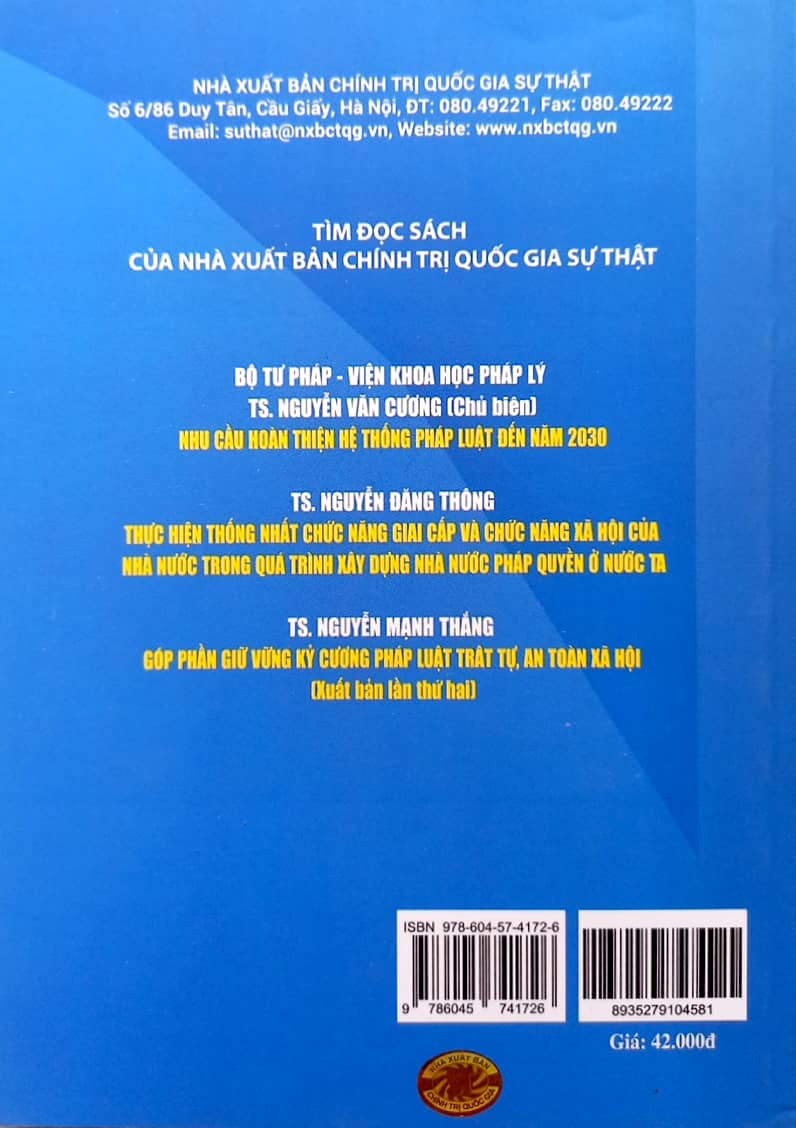 NHÀ XUẤT BẢN CHÍNH TRỊ QUỐC GIA SỰ THẬT
Số 6/86 Duy Tân, Cầu Giấy, Hà Nội, ĐT: 080.49221, Fax: 080.49222
Email: suthat@nxbctqg.vn, Website: www.nxbctqg.vn
TÌM ĐỌC SÁCH
CỦA NHÀ XUẤT BẢN CHÍNH TRỊ QUỐC GIA SỰ THẬT
BỘ TƯ PHÁP - VIỆN KHOA HỌC PHÁP LÝ
TS. NGUYỄN VĂN CƯƠNG (Chủ biên)
NHU CẦU HOÀN THIỆN HỆ THỐNG PHÁP LUẬT ĐẾN NĂM 2030
TS. NGUYỄN ĐĂNG THÔNG
THỰC HIỆN THỐNG NHẤT CHỨC NĂNG GIAI CẤP VÀ CHỨC NĂNG XÃ HỘI CỦA
NHÀ NƯỚC TRONG QUÁ TRÌNH XÂY DỰNG NHÀ NƯỚC PHÁP QUYỀN Ở NƯỚC TA
TS. NGUYỄN MẠNH THẮNG
GÓP PHẦN GIỮ VỮNG KỶ CƯƠNG PHÁP LUẬT TRẬT TỰ, AN TOÀN XÃ HỘI
(Xuất bản lần thứ hai)
ISBN 978-604-57-4172-6
9 786045 741726
8935279104581
Giá: 42.000đ
NHÀ XUẤT BẢN
CHÍNH TRỊ QUỐC GIA